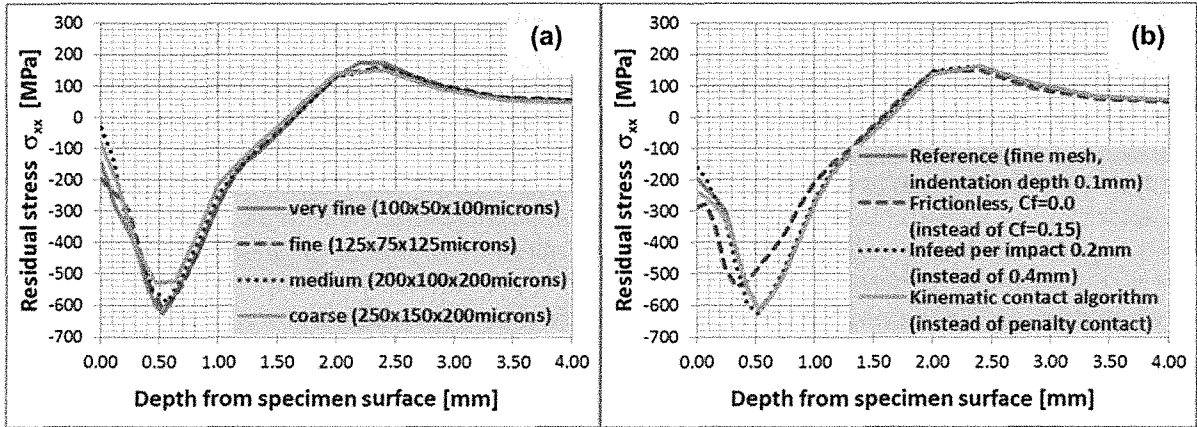 (a)
Residual stress σxx [MPa]
300
200
100
0
-100
-200
-300
-400
-500
-600
-700
very fine (100x50x100microns)
fine (125x75x125microns)
medium (200x100x200microns)
coarse (250x150x200microns)
0.00 0.50 1.00 1.50 2.00 2.50 3.00 3.50 4.00
Depth from specimen surface [mm]
(b)
Residual stress σxx [MPa]
300
200
100
0
-100
-200
-300
-400
-500
-600
-700
Reference (fine mesh,
indentation depth 0.1mm)
Frictionless, Cf=0.0
(instead of Cf=0.15)
Infeed per impact 0.2mm
(instead of 0.4mm)
Kinematic contact algorithm
(instead of penalty contact)
0.00 0.50 1.00 1.50 2.00 2.50 3.00 3.50 4.00
Depth from specimen surface [mm]